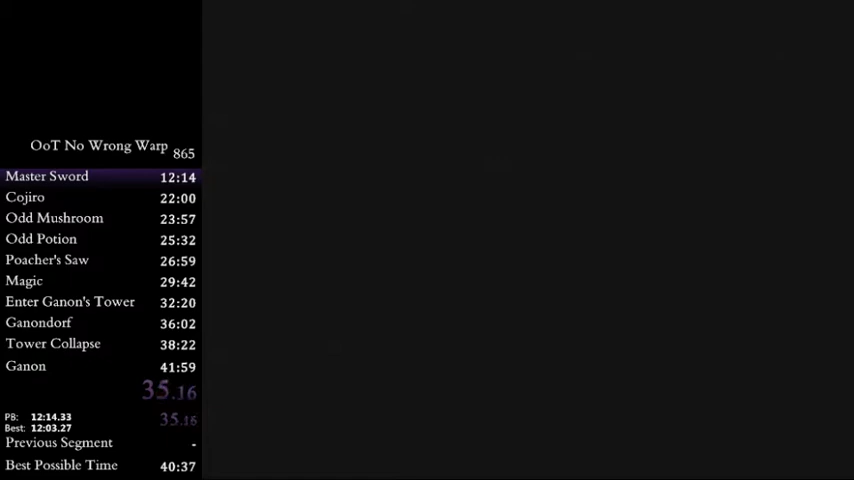 OoT No Wrong Warp
865
Master Sword 12:14
Cojiro 22:00
Odd Mushroom 23:57
Odd Potion 25:32
Poacher's Saw 26:59
Magic 29:42
Enter Ganon's Tower 32:20
Ganondorf 36:02
Tower Collapse 38:22
Ganon 41:59
35.16
PB: 12:14.33 35.16
Best: 12:03.27
Previous Segment -
Best Possible Time 40:37